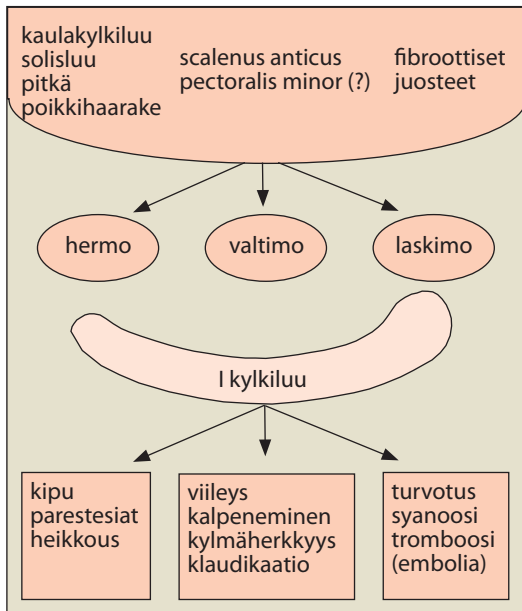 kaulakylkiluu
solisluu
pitkä
poikkihaarake
scalenus anticus
pectoralis minor (?)
fibroottiset
juosteet
hermo
valtimo
laskimo
I kylkiluu
kipu
parestesiat
heikkous
viileys
kalpeneminen
kylmäherkkyys
klaudikaatio
turvotus
syanoosi
tromboosi
(embolia)